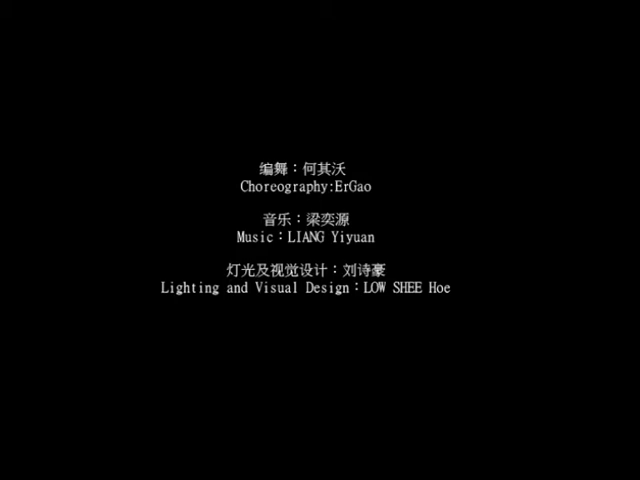 编舞：何其沃
Choreography:ErGao
音乐：梁奕源
Music：LIANG Yiyuan
灯光及视觉设计：刘诗豪
Lighting and Visual Design：LOW SHEE Hoe